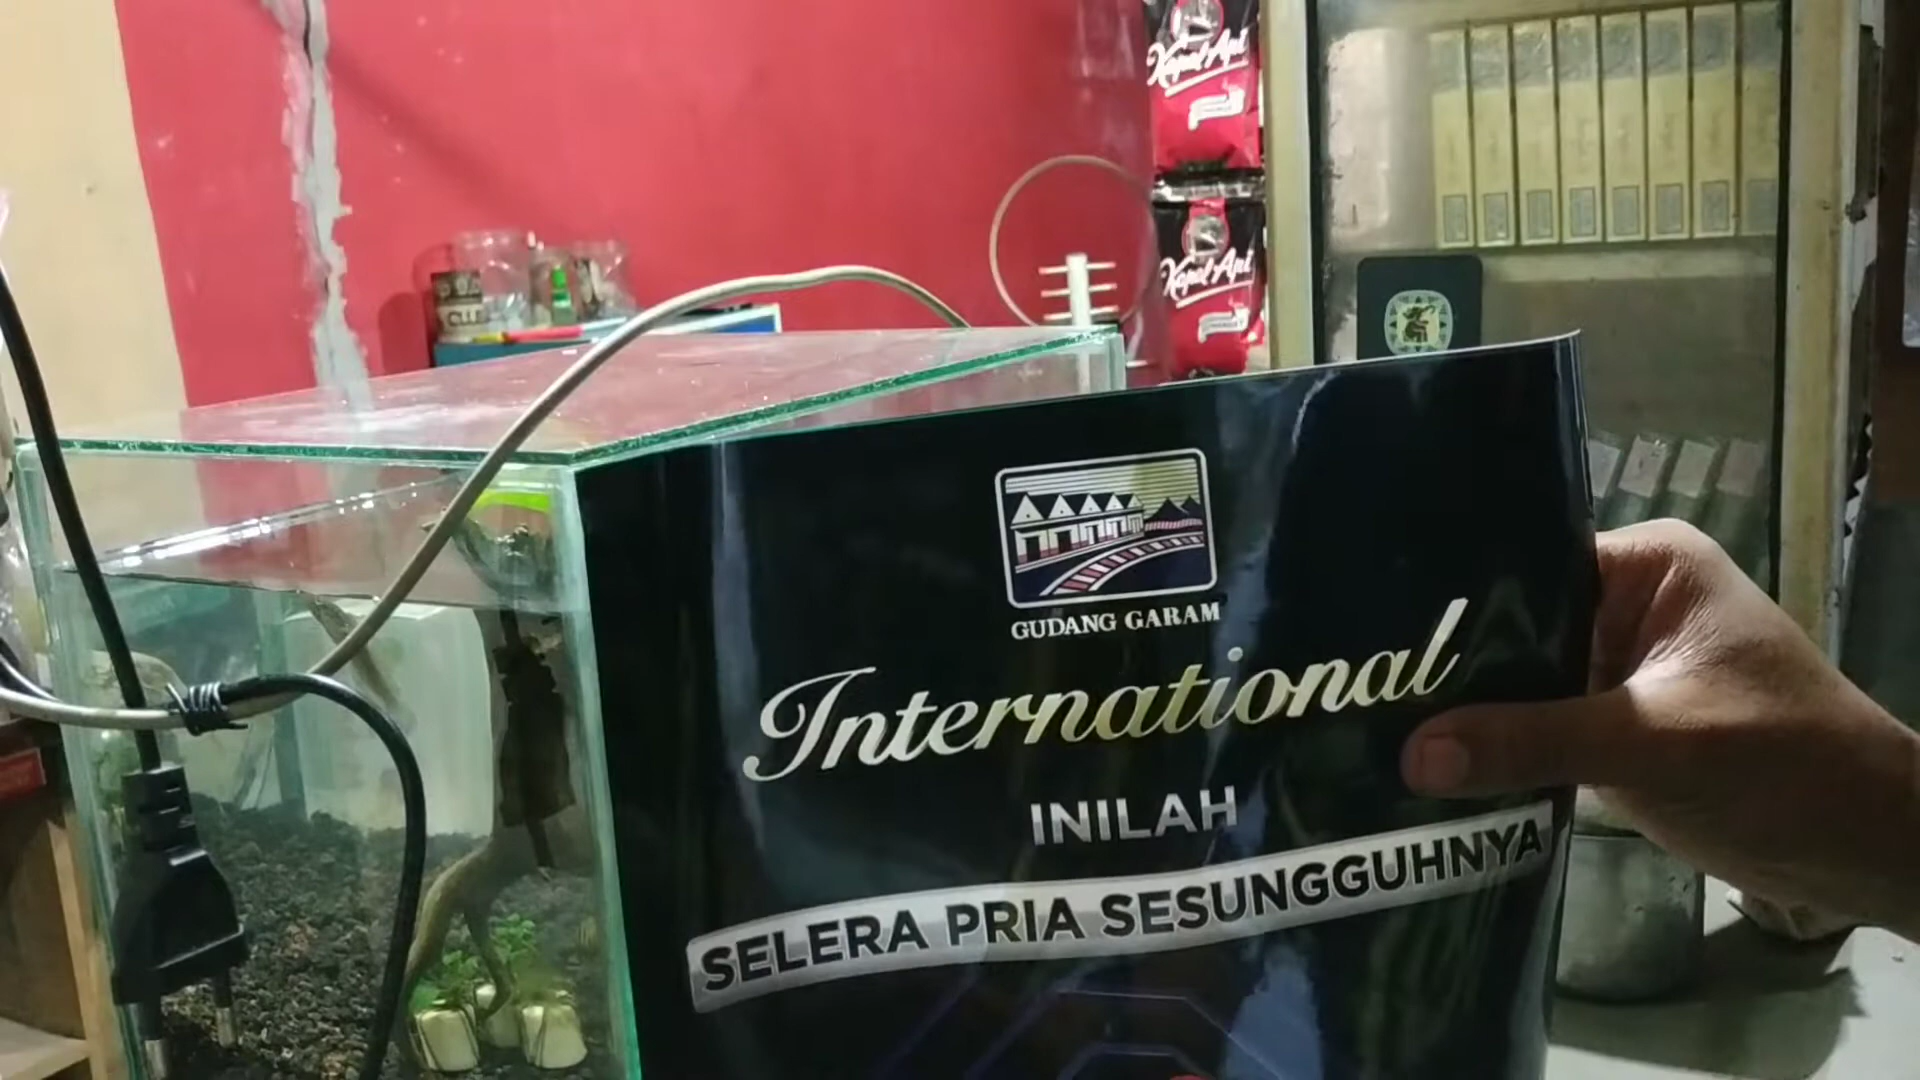 Kapal Api
Kapal Api
GUDANG GARAM
International
INILAH
SELERA PRIA SESUNGGUHNYA